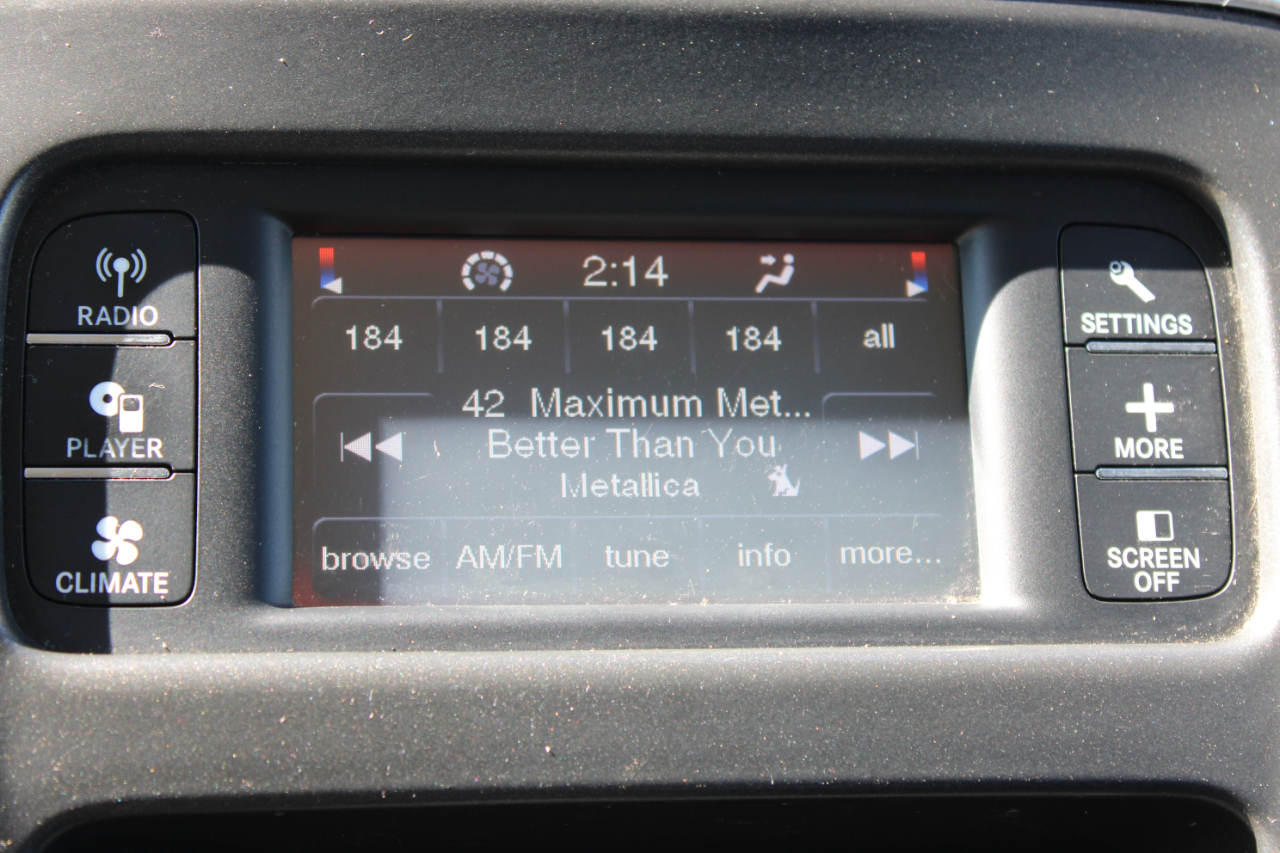 RADIO
PLAYER
CLIMATE
2:14
184 184 184 184 all
42 Maximum Met...
Better Than You
Metallica
browse AM/FM tune info more...
SETTINGS
MORE
SCREEN
OFF